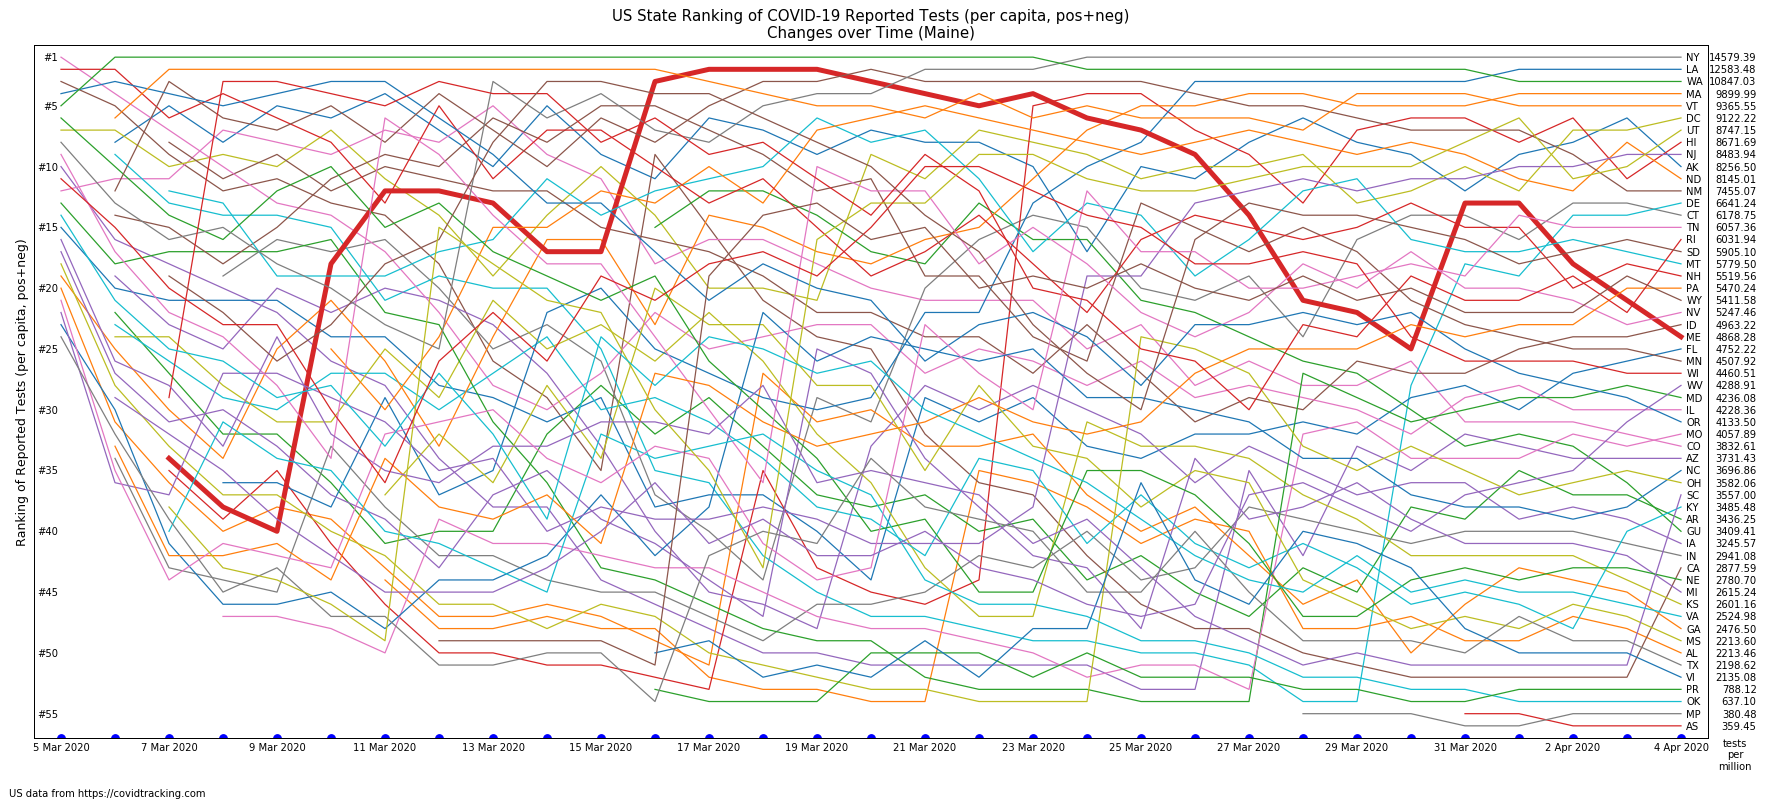 US State Ranking of COVID-19 Reported Tests (per capita, pos+neg)
Changes over Time (Maine)
Ranking of Reported Tests (per capita, pos+neg)
#1
#5
#10
#15
#20
#25
#30
#35
#40
#45
#50
#55
NY 14579.39
LA 12583.48
WA 10847.03
MA 9899.99
VT 9365.55
DC 9122.22
UT 8747.15
HI 8671.69
NJ 8483.94
AK 8256.50
ND 8145.01
NM 7455.07
DE 6641.24
CT 6178.75
TN 6057.36
RI 6031.94
SD 5905.10
MT 5779.50
NH 5519.56
PA 5470.24
WY 5411.58
NV 5247.46
ID 4963.22
ME 4868.28
FL 4752.22
MN 4507.92
WI 4460.51
WV 4288.91
MD 4236.08
IL 4228.36
OR 4133.50
MO 4057.89
CO 3832.61
AZ 3731.43
NC 3696.86
OH 3582.06
SC 3557.00
KY 3485.48
AR 3436.25
GU 3409.41
IA 3245.57
IN 2941.08
CA 2877.59
NE 2780.70
MI 2615.24
KS 2601.16
VA 2524.98
GA 2476.50
MS 2213.60
AL 2213.46
TX 2198.62
VI 2135.08
PR 788.12
OK 637.10
MP 380.48
AS 359.45
5 Mar 2020 7 Mar 2020 9 Mar 2020 11 Mar 2020 13 Mar 2020 15 Mar 2020 17 Mar 2020 19 Mar 2020 21 Mar 2020 23 Mar 2020 25 Mar 2020 27 Mar 2020 29 Mar 2020 31 Mar 2020 2 Apr 2020 4 Apr 2020
tests
per
million
US data from https://covidtracking.com